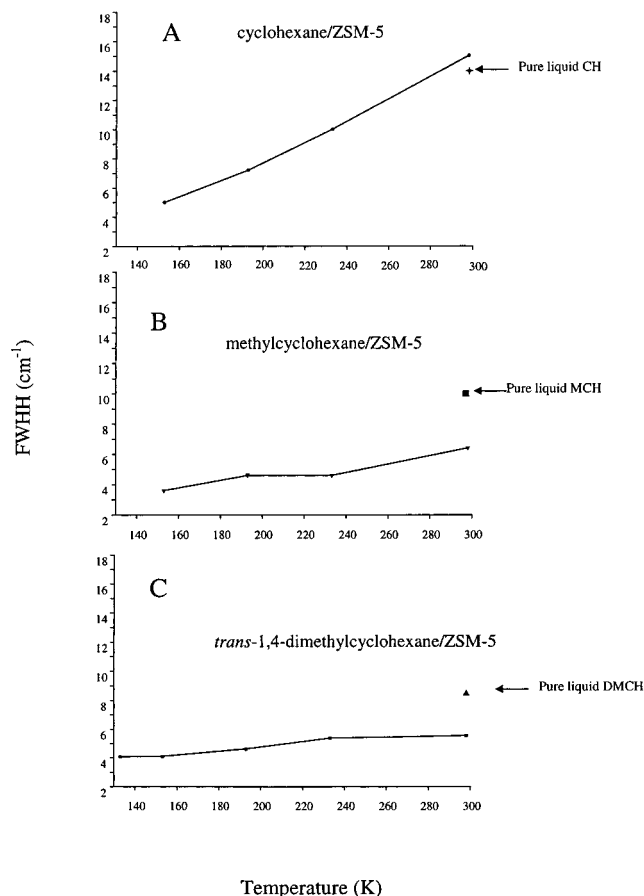 18
A
cyclohexane/ZSM-5
16
Pure liquid CH
14
12
10
8
6
4
2
140 160 180 200 220 240 260 280 300
18
B
16
methylcyclohexane/ZSM-5
14
12
Pure liquid MCH
10
8
6
4
2
140 160 180 200 220 240 260 280 300
FWHH (cm-1)
18
C
16
14
trans-1,4-dimethylcyclohexane/ZSM-5
12
10
Pure liquid DMCH
8
6
4
2
140 160 180 200 220 240 260 280 300
Temperature (K)